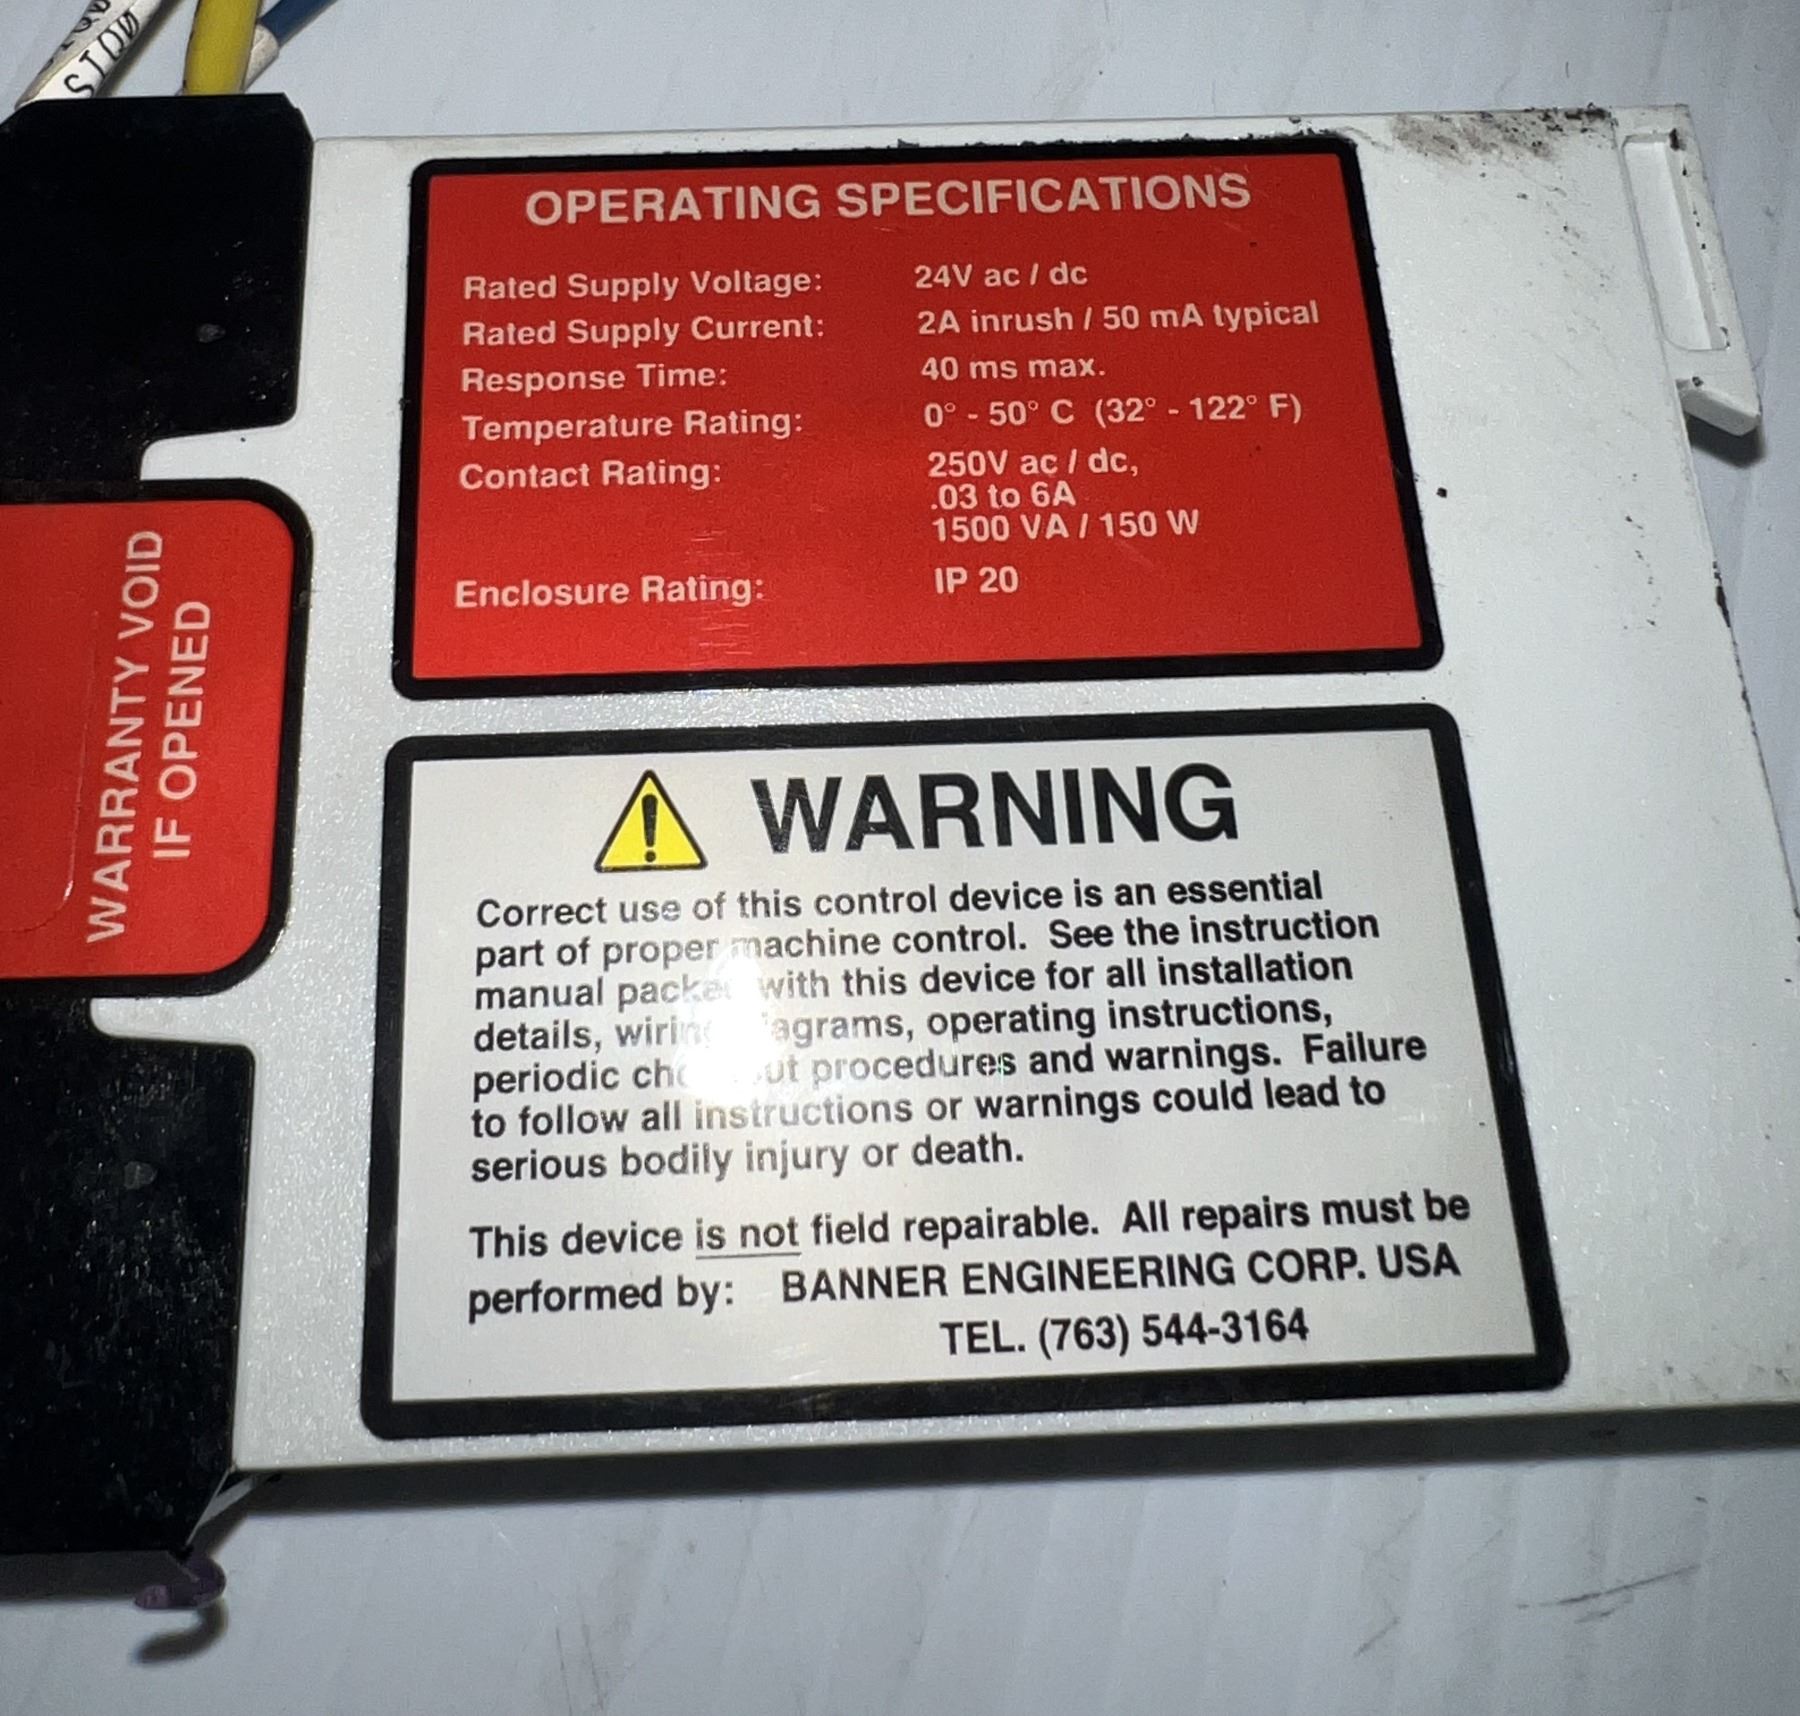 SI00
OPERATING SPECIFICATIONS
Rated Supply Voltage: 24V ac / dc
Rated Supply Current: 2A inrush / 50 mA typical
Response Time: 40 ms max.
Temperature Rating: 0° - 50° C (32° - 122° F)
Contact Rating: 250V ac / dc,
.03 to 6A
1500 VA / 150 W
Enclosure Rating: IP 20
WARRANTY VOID
IF OPENED
WARNING
Correct use of this control device is an essential
part of proper machine control. See the instruction
manual packed with this device for all installation
details, wiring diagrams, operating instructions,
periodic procedures and warnings. Failure
to follow all instructions or warnings could lead to
serious bodily injury or death.
This device is not field repairable. All repairs must be
performed by: BANNER ENGINEERING CORP. USA
TEL. (763) 544-3164